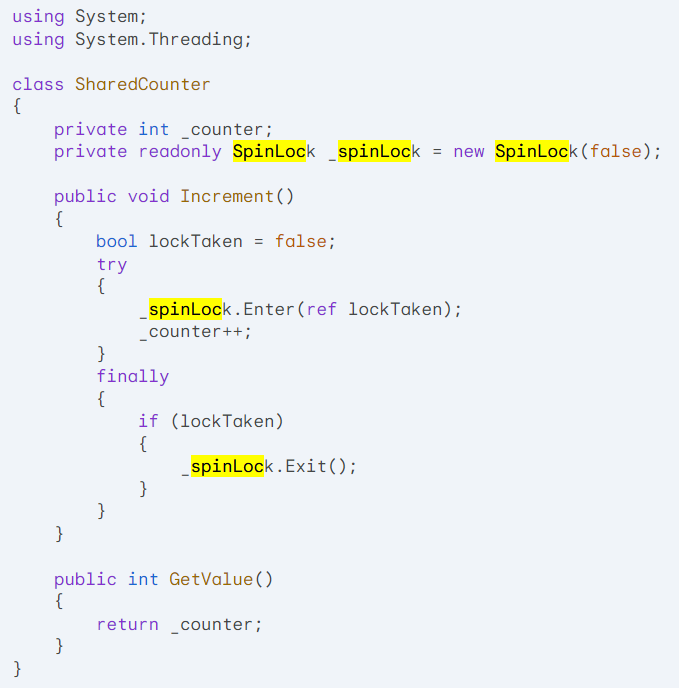 using System;
using System.Threading;

class SharedCounter
{
    private int _counter;
    private readonly SpinLock _spinLock = new SpinLock(false);

    public void Increment()
    {
        bool lockTaken = false;
        try
        {
            _spinLock.Enter(ref lockTaken);
            _counter++;
        }
        finally
        {
            if (lockTaken)
            {
                _spinLock.Exit();
            }
        }
    }

    public int GetValue()
    {
        return _counter;
    }
}